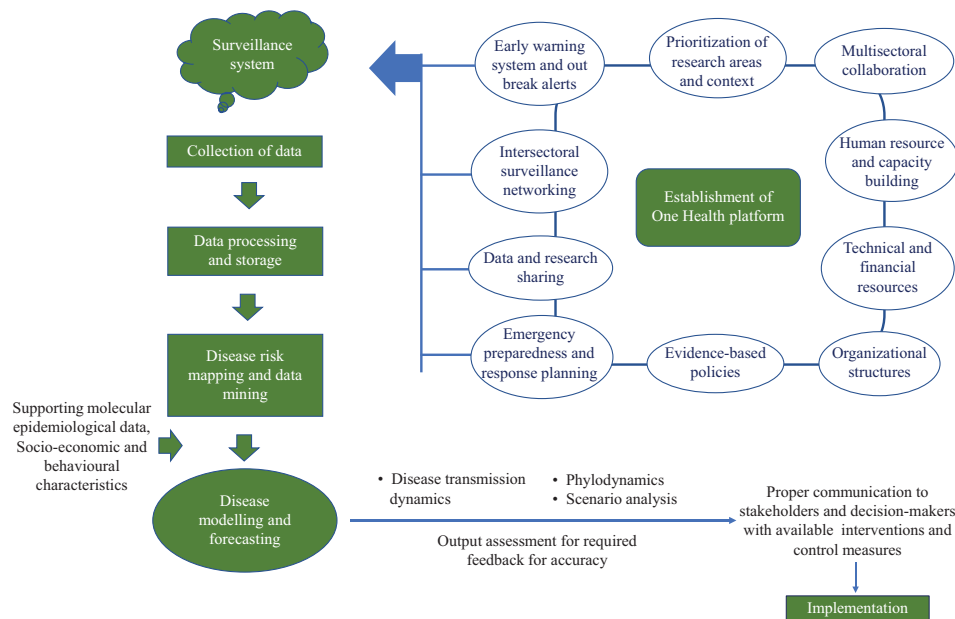 Surveillance
system
Collection of data
Data processing
and storage
Disease risk
mapping and data
mining
Supporting molecular
epidemiological data,
Socio-economic and
behavioural
characteristics
Disease
modelling and
forecasting
Early warning
system and out
break alerts
Prioritization of
research areas
and context
Multisectoral
collaboration
Intersectoral
surveillance
networking
Human resource
and capacity
building
Establishment of
One Health platform
Data and research
sharing
Technical and
financial
resources
Emergency
preparedness and
response planning
Evidence-based
policies
Organizational
structures
• Disease transmission
dynamics
• Phylodynamics
• Scenario analysis
Output assessment for required
feedback for accuracy
Proper communication to
stakeholders and decision-makers
with available interventions and
control measures
Implementation